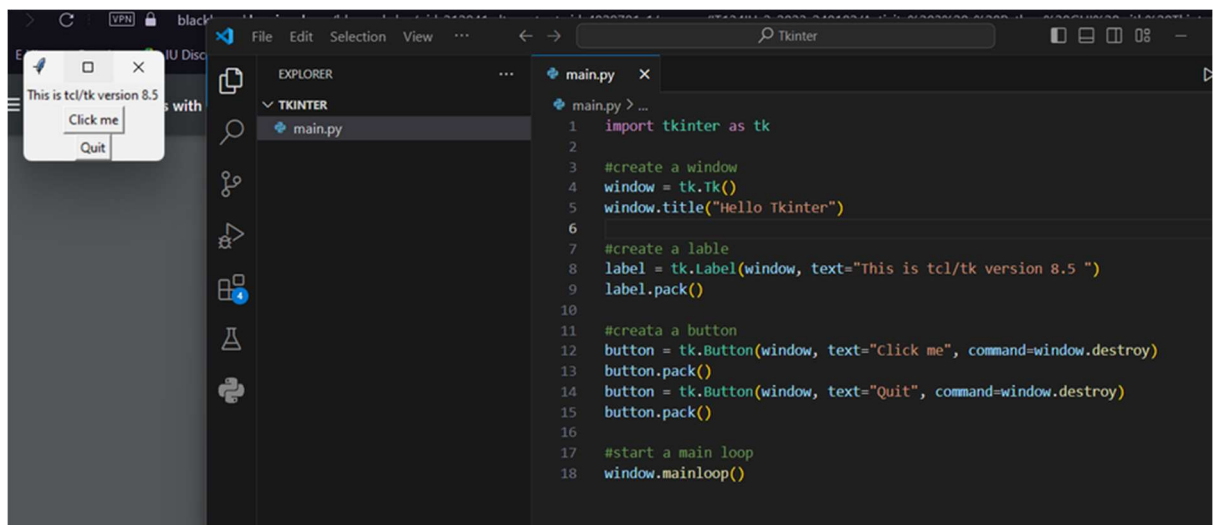 VPN
black
IU Disc
s with
This is tcl/tk version 8.5
Click me
Quit
File Edit Selection View ...
Tkinter
EXPLORER ...
TKINTER
main.py
4
main.py
main.py > ...
1 import tkinter as tk
2
3 #create a window
4 window = tk.Tk()
5 window.title("Hello Tkinter")
6
7 #create a lable
8 label = tk.Label(window, text="This is tcl/tk version 8.5 ")
9 label.pack()
10
11 #creata a button
12 button = tk.Button(window, text="Click me", command=window.destroy)
13 button.pack()
14 button = tk.Button(window, text="Quit", command=window.destroy)
15 button.pack()
16
17 #start a main loop
18 window.mainloop()